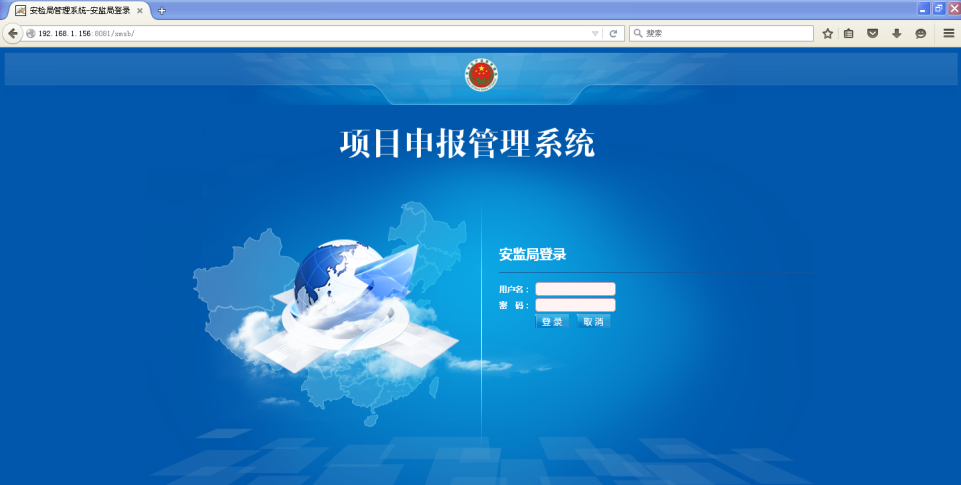 安检局管理系统-安监局登录
192.168.1.156:8081/xmsb/
搜索
项目申报管理系统
安监局登录
用户名：
密 码：
登 录 取 消